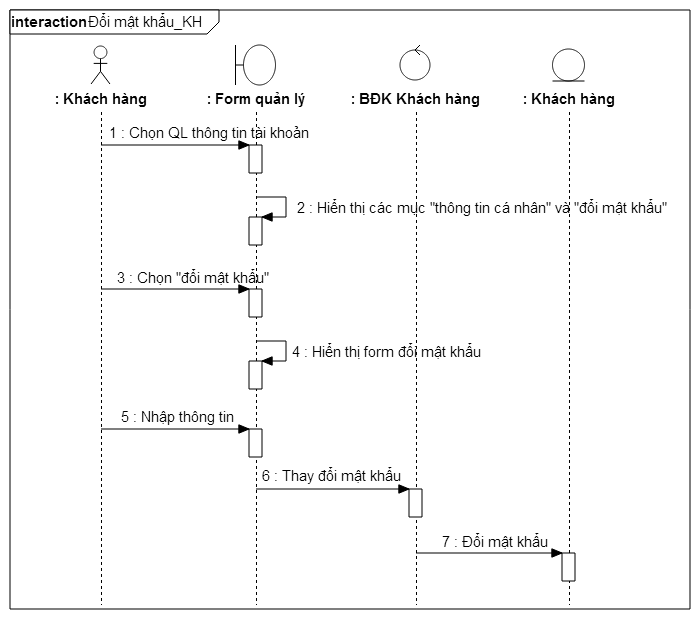 interaction Đổi mật khẩu_KH
: Khách hàng
: Form quản lý
: BĐK Khách hàng
: Khách hàng
1 : Chọn QL thông tin tài khoản
2 : Hiển thị các mục "thông tin cá nhân" và "đổi mật khẩu"
3 : Chọn "đổi mật khẩu"
4 : Hiển thị form đổi mật khẩu
5 : Nhập thông tin
6 : Thay đổi mật khẩu
7 : Đổi mật khẩu